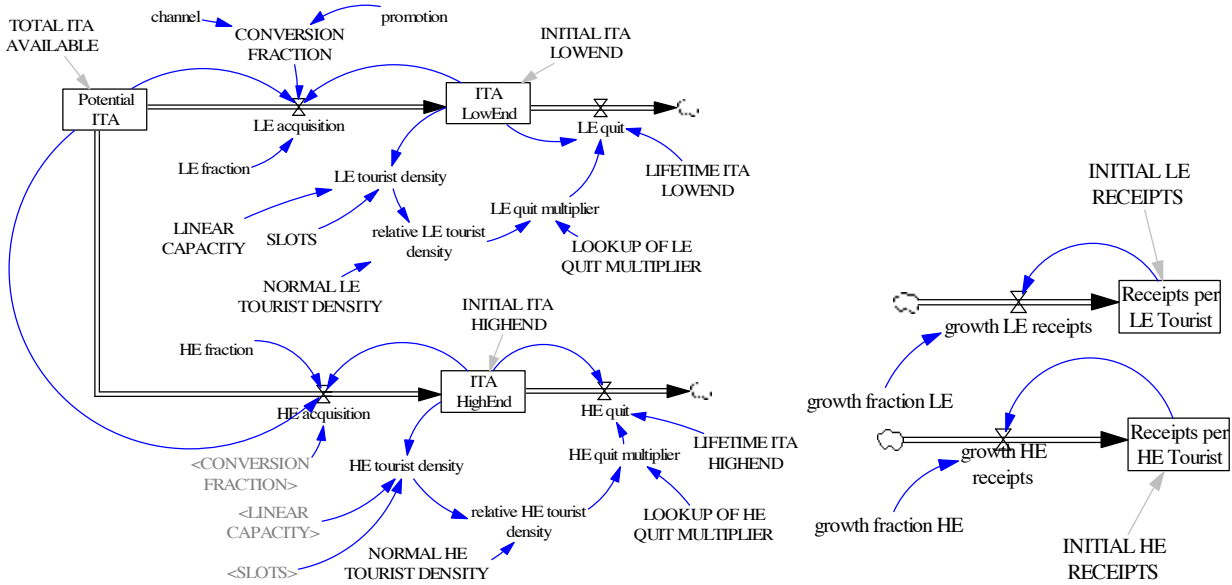 TOTAL ITA
AVAILABLE
channel
promotion
CONVERSION
FRACTION
INITIAL ITA
LOWEND
Potential
ITA
ITA
LowEnd
LE acquisition
LE quit
LE fraction
LE tourist density
LIFETIME ITA
LOWEND
LINEAR
CAPACITY
SLOTS
relative LE tourist
density
LE quit multiplier
LOOKUP OF LE
QUIT MULTIPLIER
NORMAL LE
TOURIST DENSITY
INITIAL ITA
HIGHEND
HE fraction
ITA
HighEnd
HE acquisition
HE quit
<CONVERSION
FRACTION>
HE tourist density
HE quit multiplier
LIFETIME ITA
HIGHEND
<LINEAR
CAPACITY>
relative HE tourist
density
LOOKUP OF HE
QUIT MULTIPLIER
NORMAL HE
TOURIST DENSITY
<SLOTS>
INITIAL LE
RECEIPTS
Receipts per
LE Tourist
growth LE receipts
growth fraction LE
Receipts per
HE Tourist
growth HE
receipts
growth fraction HE
INITIAL HE
RECEIPTS